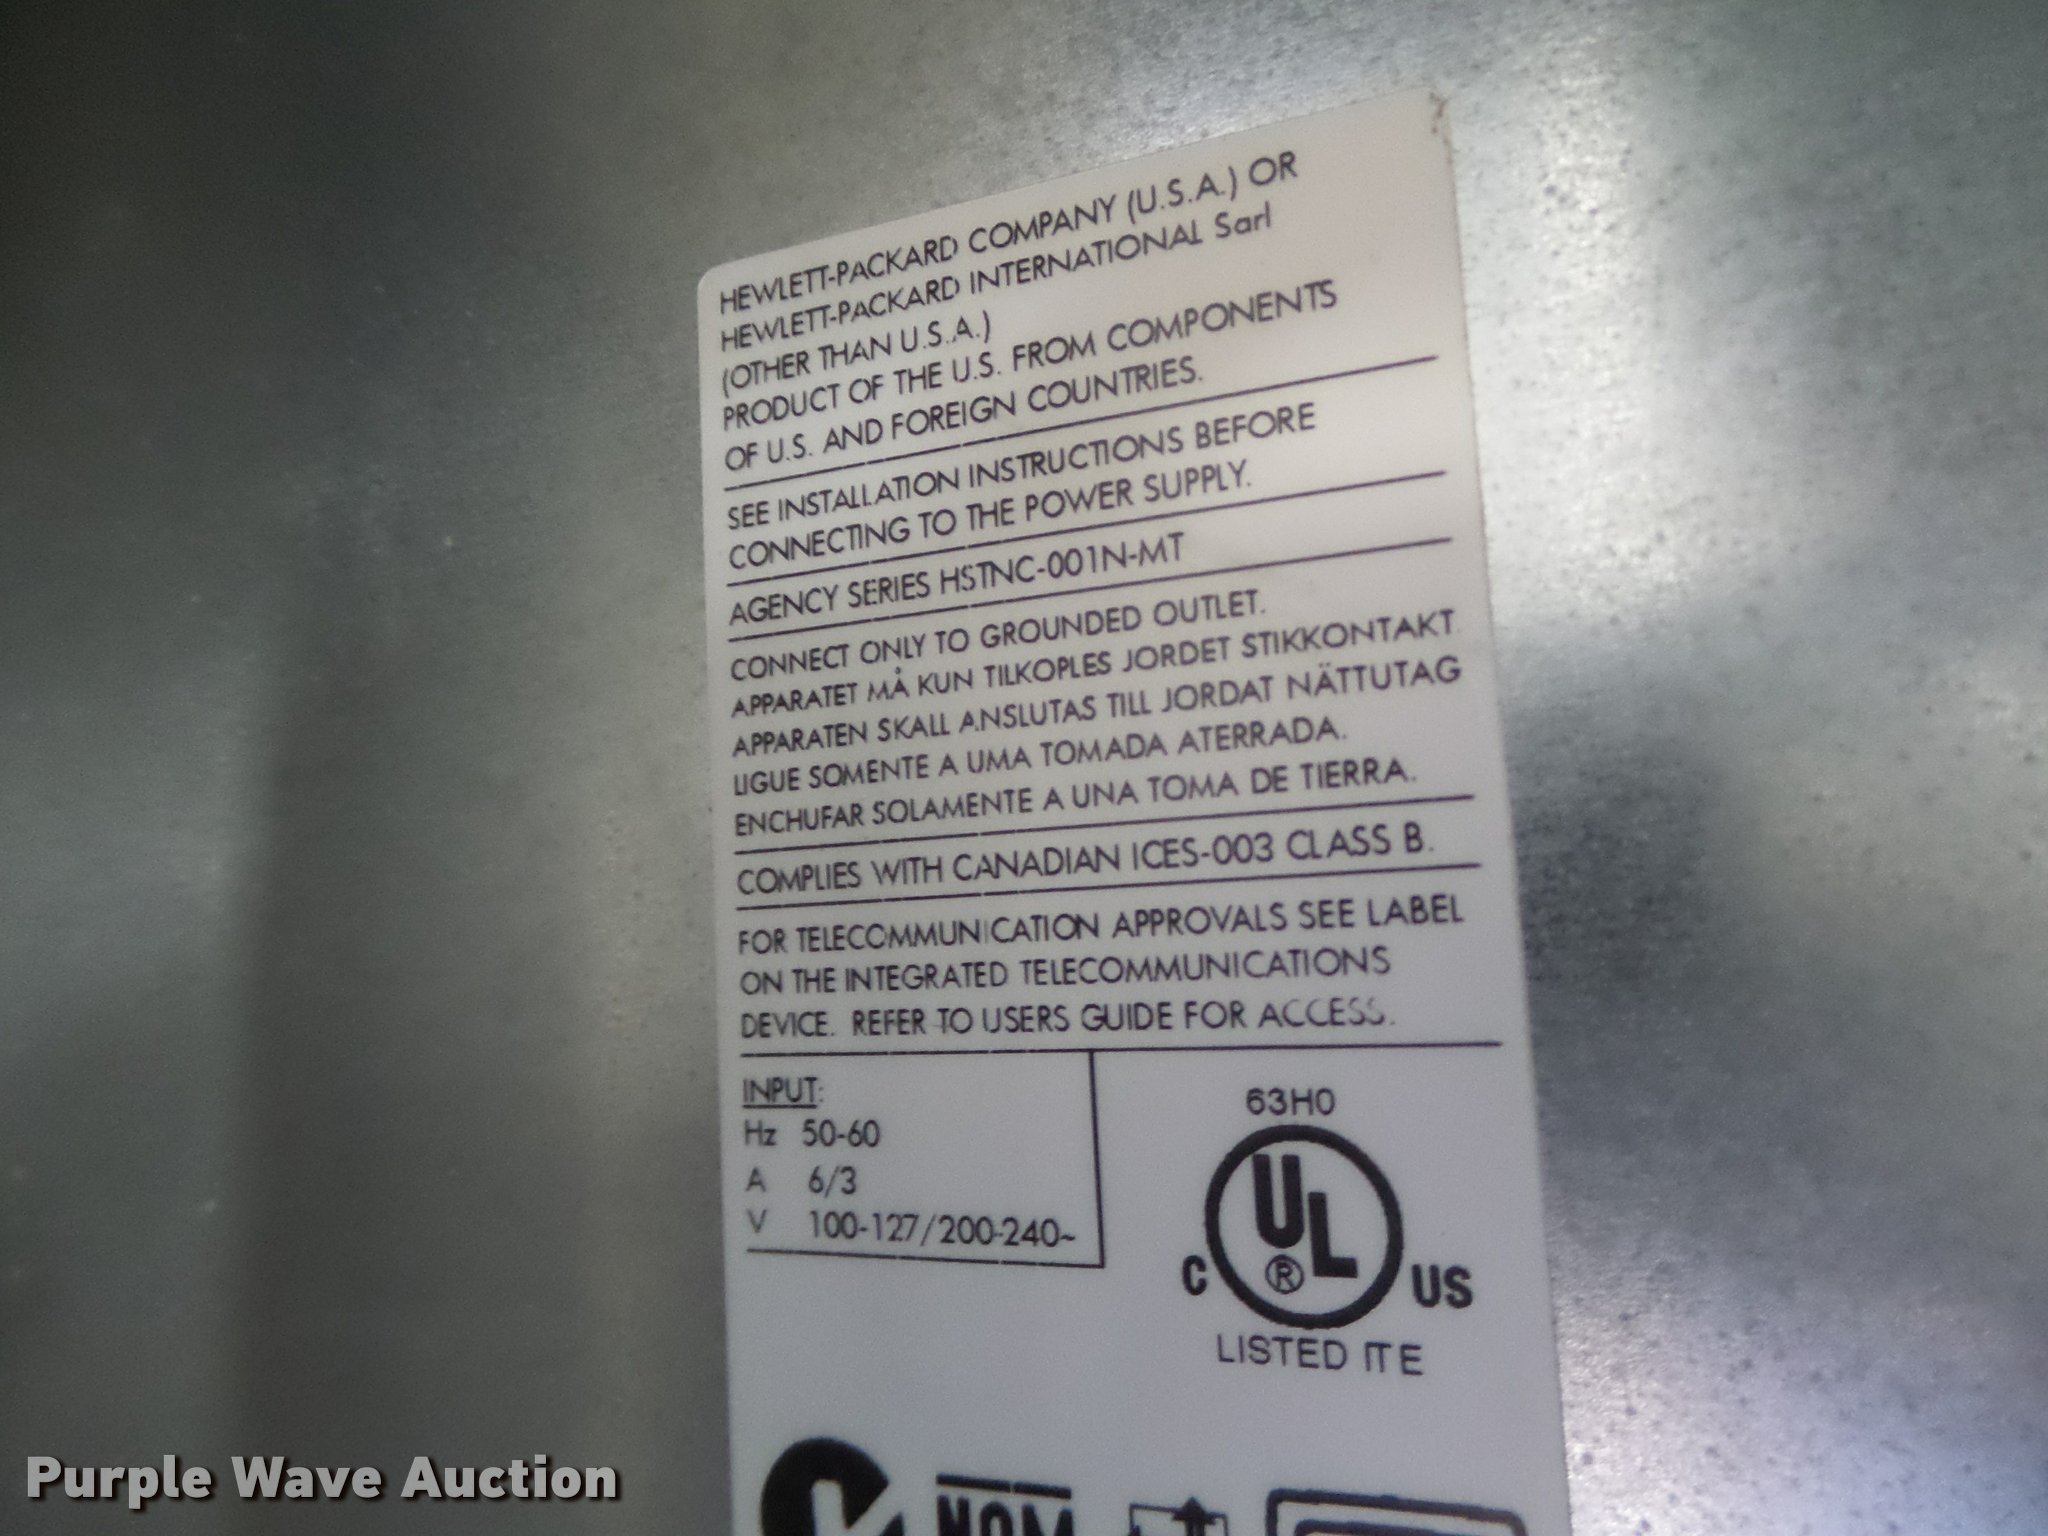 HEWLETT-PACKARD COMPANY (U.S.A.) OR
HEWLETT-PACKARD INTERNATIONAL Sarl
(OTHER THAN U.S.A.)
PRODUCT OF THE U.S. FROM COMPONENTS
OF U.S. AND FOREIGN COUNTRIES.
SEE INSTALLATION INSTRUCTIONS BEFORE
CONNECTING TO THE POWER SUPPLY.
AGENCY SERIES HSTNC-001N-MT
CONNECT ONLY TO GROUNDED OUTLET.
APPARATET MÅ KUN TILKOPLES JORDET STIKKONTAKT
APPARATEN SKALL ANSLUTAS TILL JORDAT NÄTTUTAG
LIGUE SOMENTE A UMA TOMADA ATERRADA.
ENCHUFAR SOLAMENTE A UNA TOMA DE TIERRA.
COMPLIES WITH CANADIAN ICES-003 CLASS B.
FOR TELECOMMUNICATION APPROVALS SEE LABEL
ON THE INTEGRATED TELECOMMUNICATIONS
DEVICE. REFER TO USERS GUIDE FOR ACCESS.
INPUT:
Hz 50-60
A 6/3
V 100-127/200-240~
63H0
C UL ® US
LISTED ITE
NOM
Purple Wave Auction